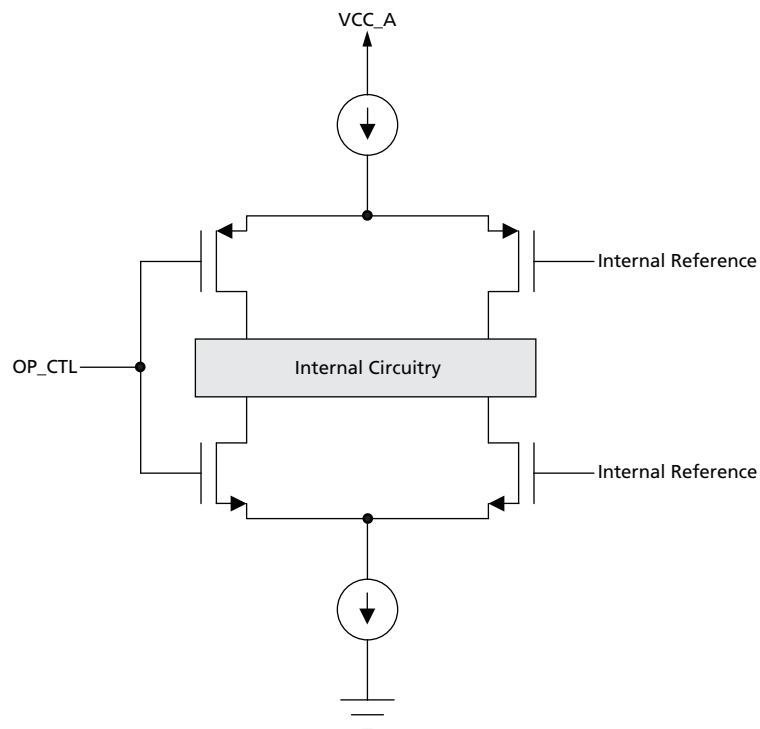 VCC_A
Internal Reference
OP_CTL
Internal Circuitry
Internal Reference